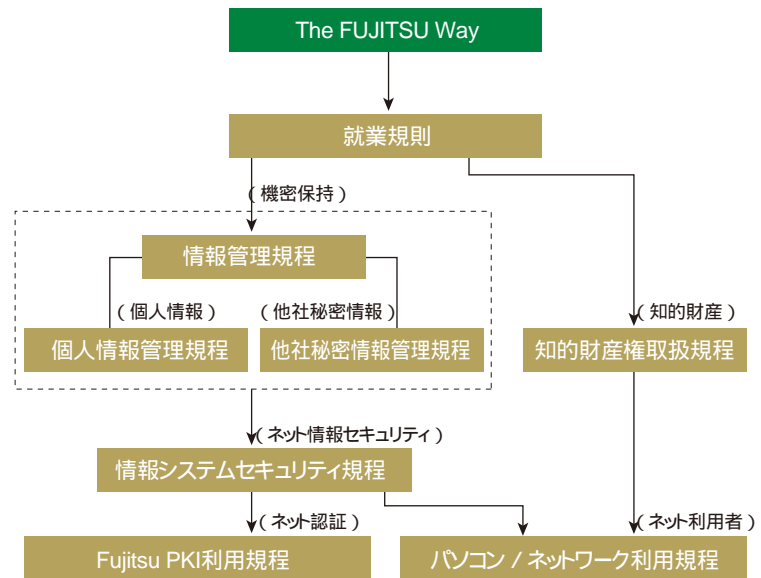 The FUJITSU Way
就業規則
(機密保持)
情報管理規程
(個人情報)
(他社秘密情報)
(知的財産)
個人情報管理規程
他社秘密情報管理規程
知的財産権取扱規程
(ネット情報セキュリティ)
情報システムセキュリティ規程
(ネット認証)
(ネット利用者)
Fujitsu PKI利用規程
パソコン / ネットワーク利用規程